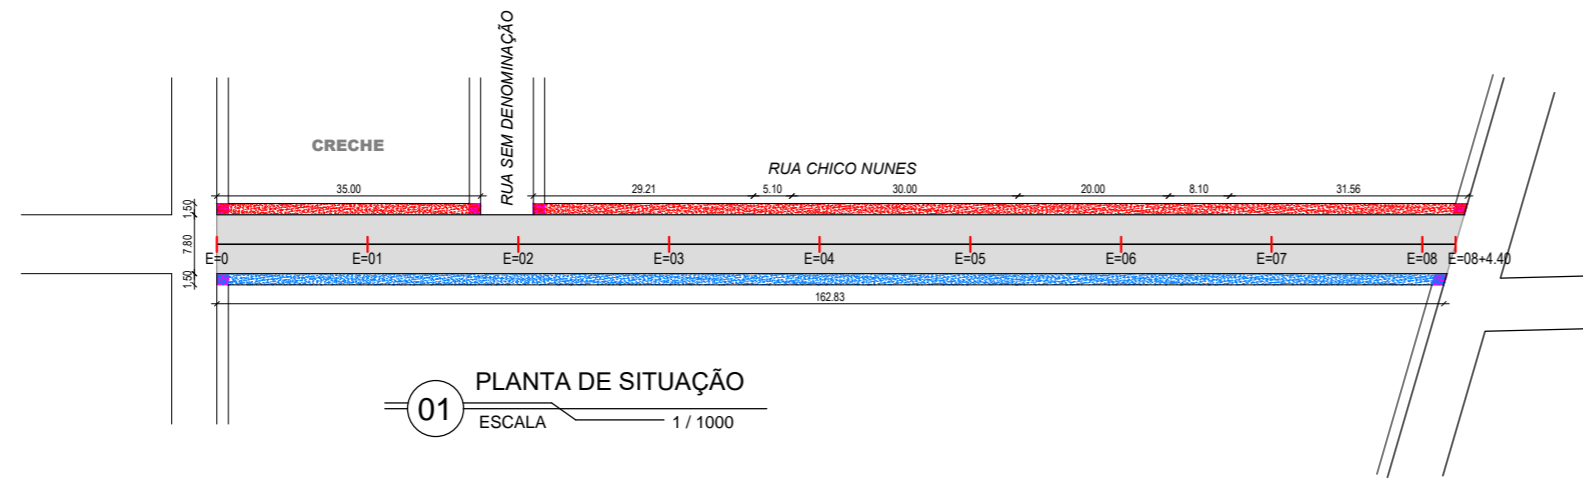 RUA SEM DENOMINAÇÃO
CRECHE
RUA CHICO NUNES
35.00
29.21
5.10
30.00
20.00
8.10
31.56
1.50
7.80
1.50
E=0
E=01
E=02
E=03
E=04
E=05
E=06
E=07
E=08
E=08+4.40
162.83
PLANTA DE SITUAÇÃO
01
ESCALA
1 / 1000